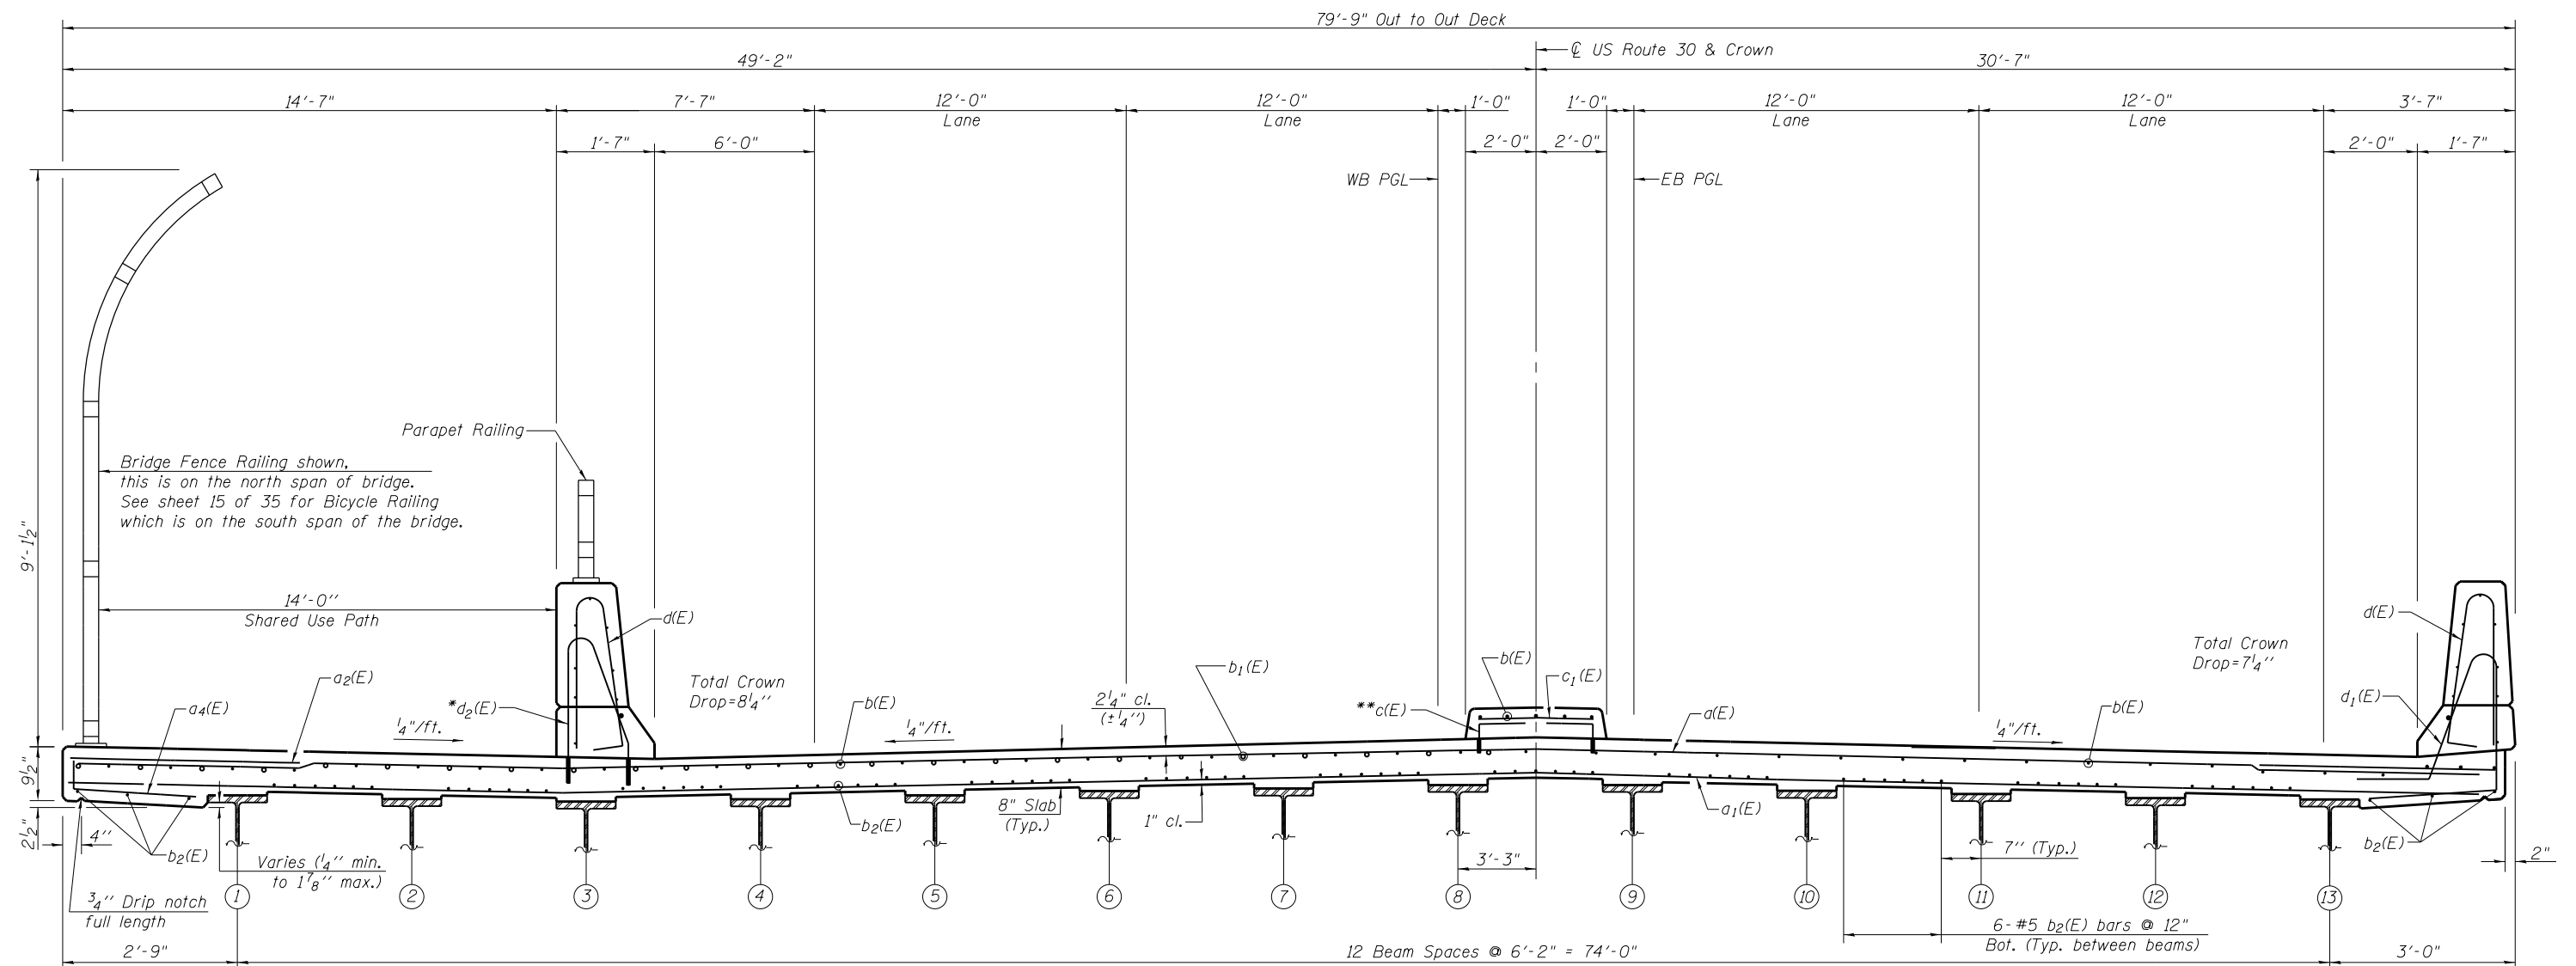 79'-9" Out to Out Deck
℄ US Route 30 & Crown
49'-2"
30'-7"
14'-7"
7'-7"
12'-0"
Lane
12'-0"
Lane
1'-0"
1'-0"
12'-0"
Lane
12'-0"
Lane
3'-7"
1'-7"
6'-0"
2'-0"
2'-0"
2'-0"
1'-7"
WB PGL
EB PGL
Parapet Railing
Bridge Fence Railing shown,
this is on the north span of bridge.
See sheet 15 of 35 for Bicycle Railing
which is on the south span of the bridge.
9'-1½"
14'-0''
Shared Use Path
d(E)
d(E)
Total Crown
Drop=8¼''
Total Crown
Drop=7¼''
a₂(E)
a₄(E)
*d₂(E)
b(E)
b₁(E)
b(E)
c₁(E)
**c(E)
a(E)
b(E)
d₁(E)
2¼" cl.
(±¼'')
¼"/ft.
¼"/ft.
¼"/ft.
9½"
2½"
4''
b₂(E)
b₂(E)
8" Slab
(Typ.)
1" cl.
a₁(E)
b₂(E)
2"
Varies (¼'' min.
to 1⅞'' max.)
3'-3"
7'' (Typ.)
¾'' Drip notch
full length
1
2
3
4
5
6
7
8
9
10
11
12
13
6-#5 b₂(E) bars @ 12"
Bot. (Typ. between beams)
2'-9"
12 Beam Spaces @ 6'-2" = 74'-0"
3'-0"